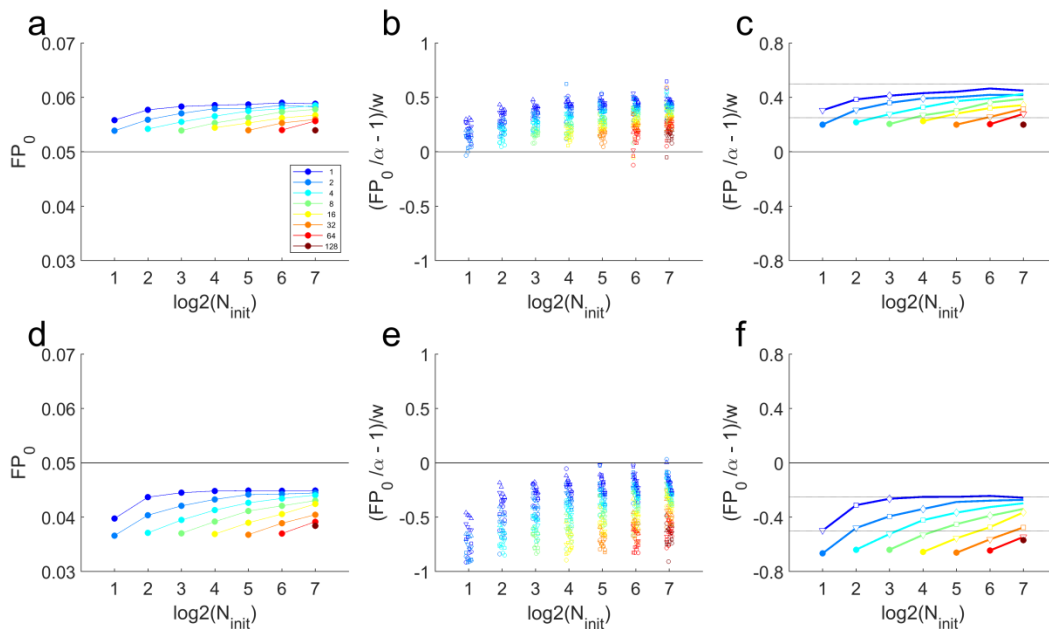 a
0.07
0.06
0.05
0.04
0.03
FP0
1 2 3 4 5 6 7
log2(Ninit)
1
2
4
8
16
32
64
128
b
1
0.5
0
-0.5
-1
(FP0 /α - 1)/w
1 2 3 4 5 6 7
log2(Ninit)
c
0.8
0.4
0
-0.4
-0.8
(FP0 /α - 1)/w
1 2 3 4 5 6 7
log2(Ninit)
d
0.07
0.06
0.05
0.04
0.03
FP0
1 2 3 4 5 6 7
log2(Ninit)
e
1
0.5
0
-0.5
-1
(FP0 /α - 1)/w
1 2 3 4 5 6 7
log2(Ninit)
f
0.8
0.4
0
-0.4
-0.8
(FP0 /α - 1)/w
1 2 3 4 5 6 7
log2(Ninit)